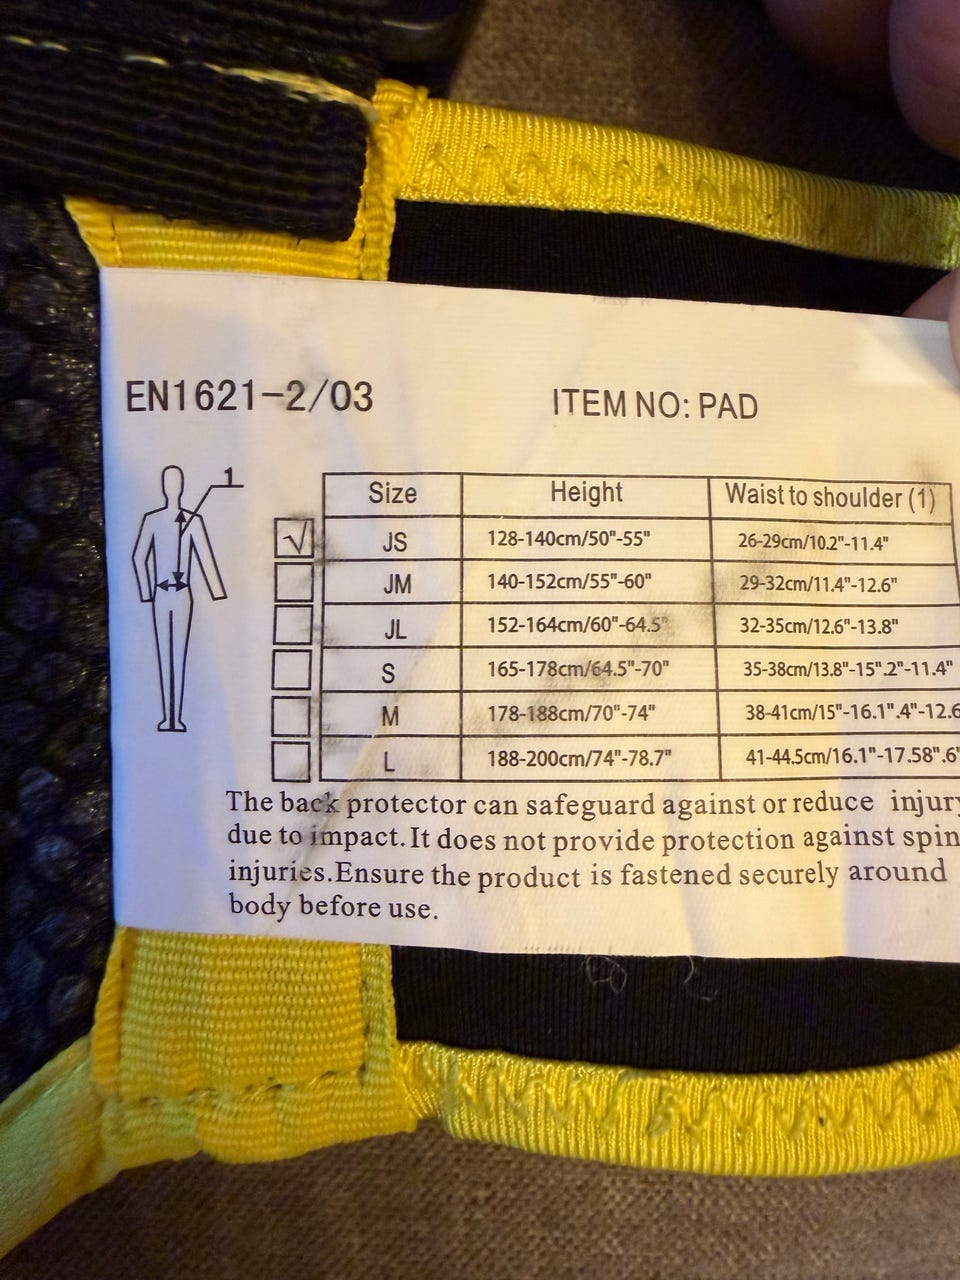 EN1621-2/03 ITEM NO: PAD
1
Size Height Waist to shoulder (1)
√ JS 128-140cm/50"-55" 26-29cm/10.2"-11.4"
JM 140-152cm/55"-60" 29-32cm/11.4"-12.6"
JL 152-164cm/60"-64.5" 32-35cm/12.6"-13.8"
S 165-178cm/64.5"-70" 35-38cm/13.8"-15".2"-11.4"
M 178-188cm/70"-74" 38-41cm/15"-16.1".4"-12.6
L 188-200cm/74"-78.7" 41-44.5cm/16.1"-17.58".6"
The back protector can safeguard against or reduce injury
due to impact. It does not provide protection against spin
injuries.Ensure the product is fastened securely around
body before use.